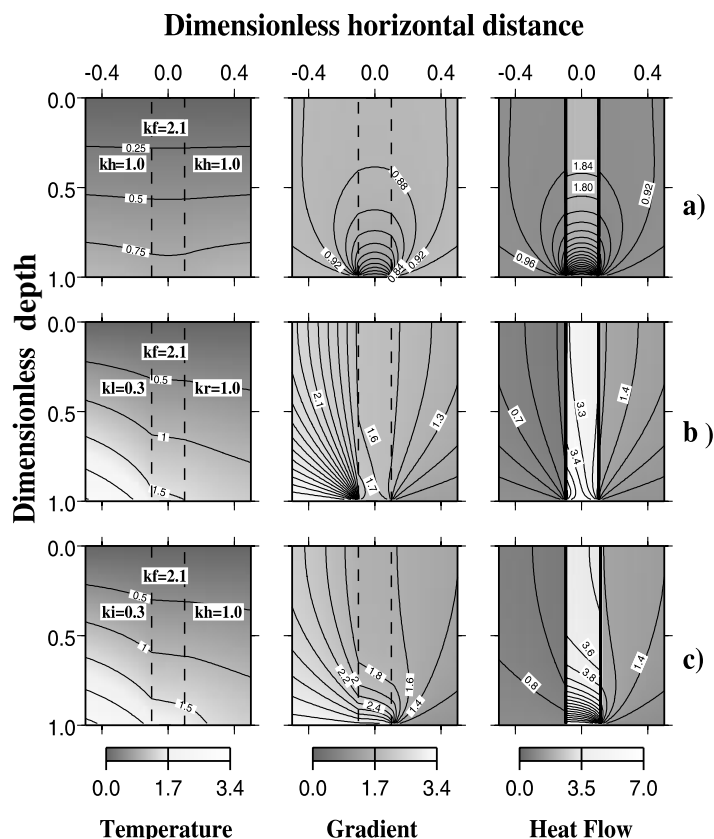 Dimensionless horizontal distance
-0.4 0.0 0.4 -0.4 0.0 0.4 -0.4 0.0 0.4
Dimensionless depth
0.0
0.5
1.0
kf=2.1
kh=1.0 kh=1.0
0.25
0.5
0.75
0.88
0.92 0.84 0.92
1.84
1.80
0.92
0.96
a)
0.0
0.5
1.0
kf=2.1
kl=0.3 kr=1.0
0.5
1
1.5
2.1
1.6
1.3
1.7
0.7
3.3
1.4
3.4
b)
0.0
0.5
1.0
kf=2.1
ki=0.3 kh=1.0
0.5
1
1.5
2.2
2
1.8
1.6
2.4
1.4
0.8
3.6
3.8
1.4
c)
0.0 1.7 3.4 0.0 1.7 3.4 0.0 3.5 7.0
Temperature Gradient Heat Flow